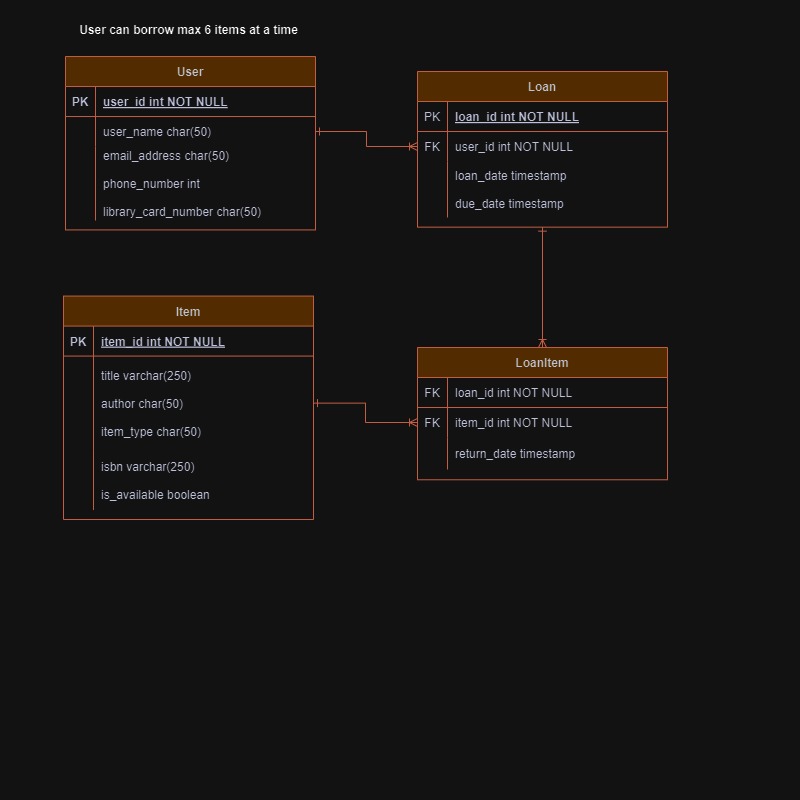 User can borrow max 6 items at a time
User
PK user_id int NOT NULL
user_name char(50)
email_address char(50)
phone_number int
library_card_number char(50)
Loan
PK loan_id int NOT NULL
FK user_id int NOT NULL
loan_date timestamp
due_date timestamp
Item
PK item_id int NOT NULL
title varchar(250)
author char(50)
item_type char(50)
isbn varchar(250)
is_available boolean
LoanItem
FK loan_id int NOT NULL
FK item_id int NOT NULL
return_date timestamp